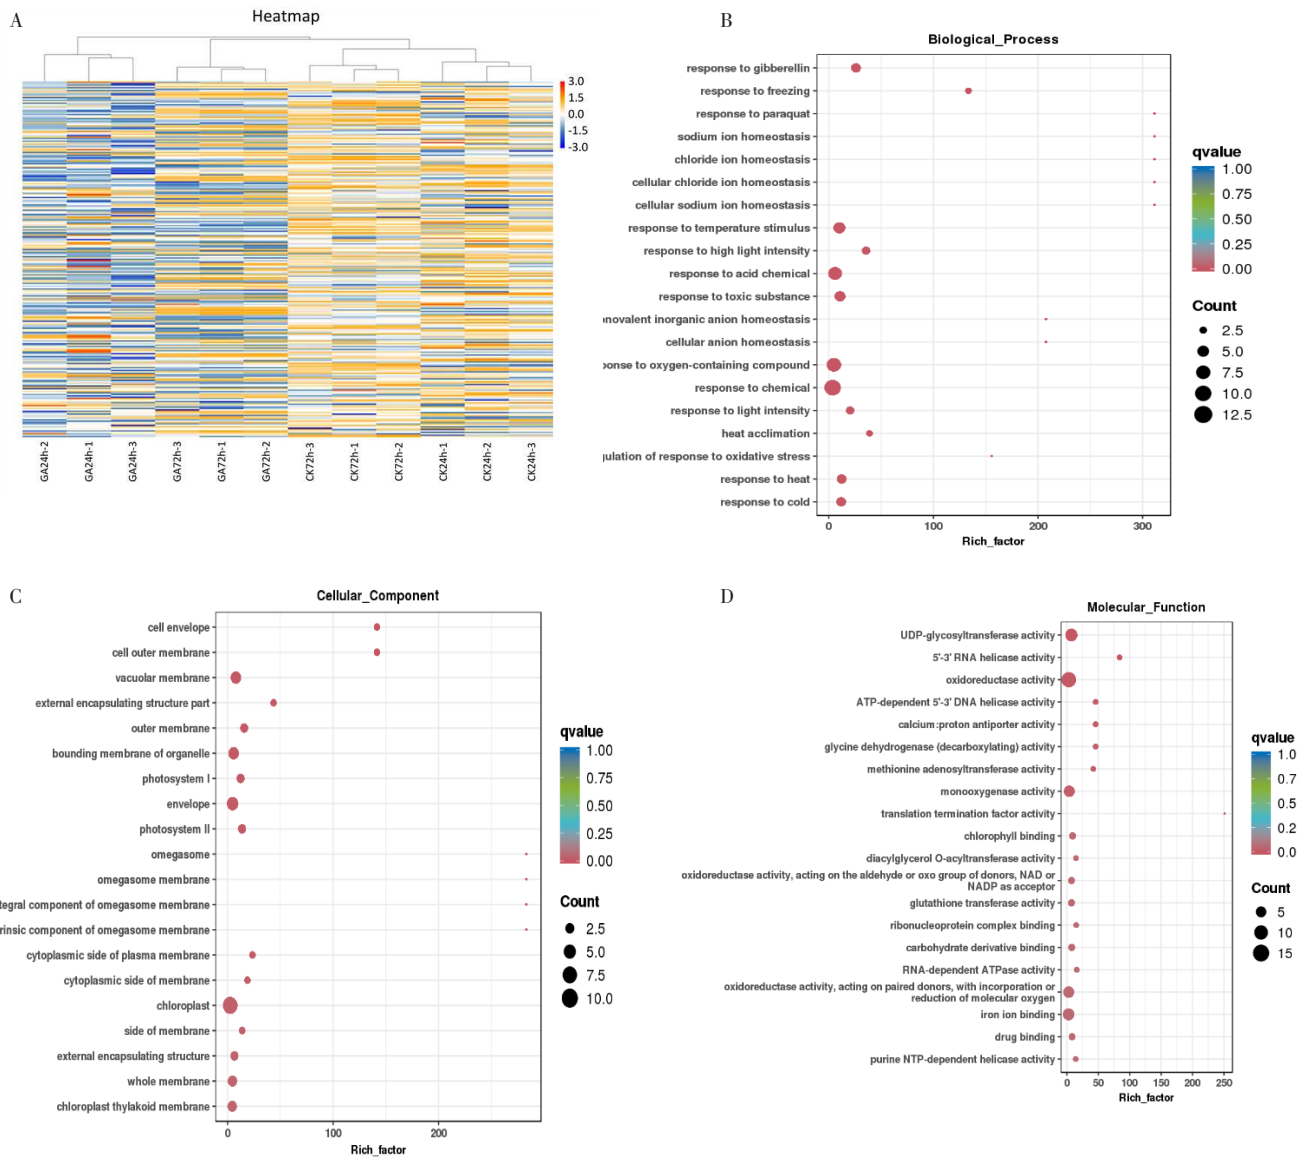 A
Heatmap
3.0
1.5
0.0
-1.5
-3.0
GA24h-2
GA24h-1
GA24h-3
GA72h-3
GA72h-1
GA72h-2
CK72h-3
CK72h-1
CK72h-2
CK24h-1
CK24h-2
CK24h-3
B
Biological_Process
response to gibberellin
response to freezing
response to paraquat
sodium ion homeostasis
chloride ion homeostasis
cellular chloride ion homeostasis
cellular sodium ion homeostasis
response to temperature stimulus
response to high light intensity
response to acid chemical
response to toxic substance
novalent inorganic anion homeostasis
cellular anion homeostasis
onse to oxygen-containing compound
response to chemical
response to light intensity
heat acclimation
ulation of response to oxidative stress
response to heat
response to cold
0 100 200 300
Rich_factor
qvalue
1.00
0.75
0.50
0.25
0.00
Count
2.5
5.0
7.5
10.0
12.5
C
Cellular_Component
cell envelope
cell outer membrane
vacuolar membrane
external encapsulating structure part
outer membrane
bounding membrane of organelle
photosystem I
envelope
photosystem II
omegasome
omegasome membrane
tegral component of omegasome membrane
rinsic component of omegasome membrane
cytoplasmic side of plasma membrane
cytoplasmic side of membrane
chloroplast
side of membrane
external encapsulating structure
whole membrane
chloroplast thylakoid membrane
0 100 200
Rich_factor
qvalue
1.00
0.75
0.50
0.25
0.00
Count
2.5
5.0
7.5
10.0
D
Molecular_Function
UDP-glycosyltransferase activity
5'-3' RNA helicase activity
oxidoreductase activity
ATP-dependent 5'-3' DNA helicase activity
calcium:proton antiporter activity
glycine dehydrogenase (decarboxylating) activity
methionine adenosyltransferase activity
monooxygenase activity
translation termination factor activity
chlorophyll binding
diacylglycerol O-acyltransferase activity
oxidoreductase activity, acting on the aldehyde or oxo group of donors, NAD or
NADP as acceptor
glutathione transferase activity
ribonucleoprotein complex binding
carbohydrate derivative binding
RNA-dependent ATPase activity
oxidoreductase activity, acting on paired donors, with incorporation or
reduction of molecular oxygen
iron ion binding
drug binding
purine NTP-dependent helicase activity
0 50 100 150 200 250
Rich_factor
qvalue
1.0
0.7
0.5
0.2
0.0
Count
5
10
15